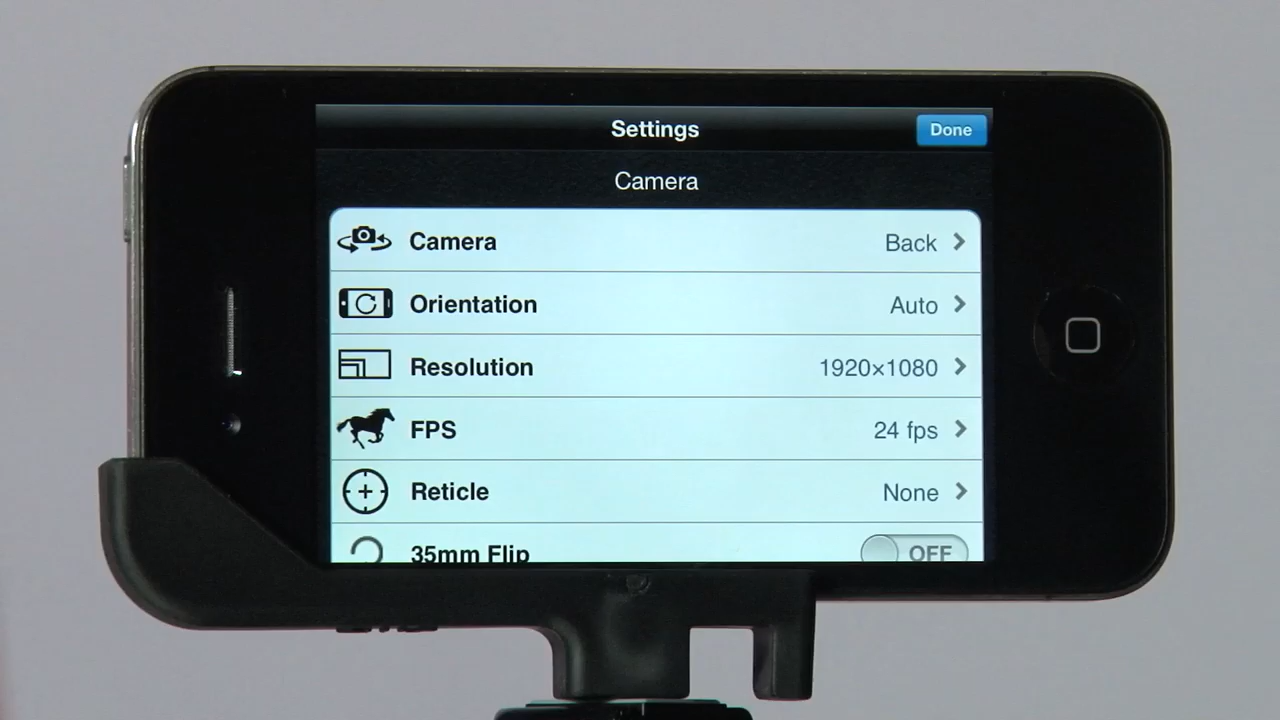 Settings
Done
Camera
Camera Back
Orientation Auto
Resolution 1920×1080
FPS 24 fps
Reticle None
35mm Flip OFF